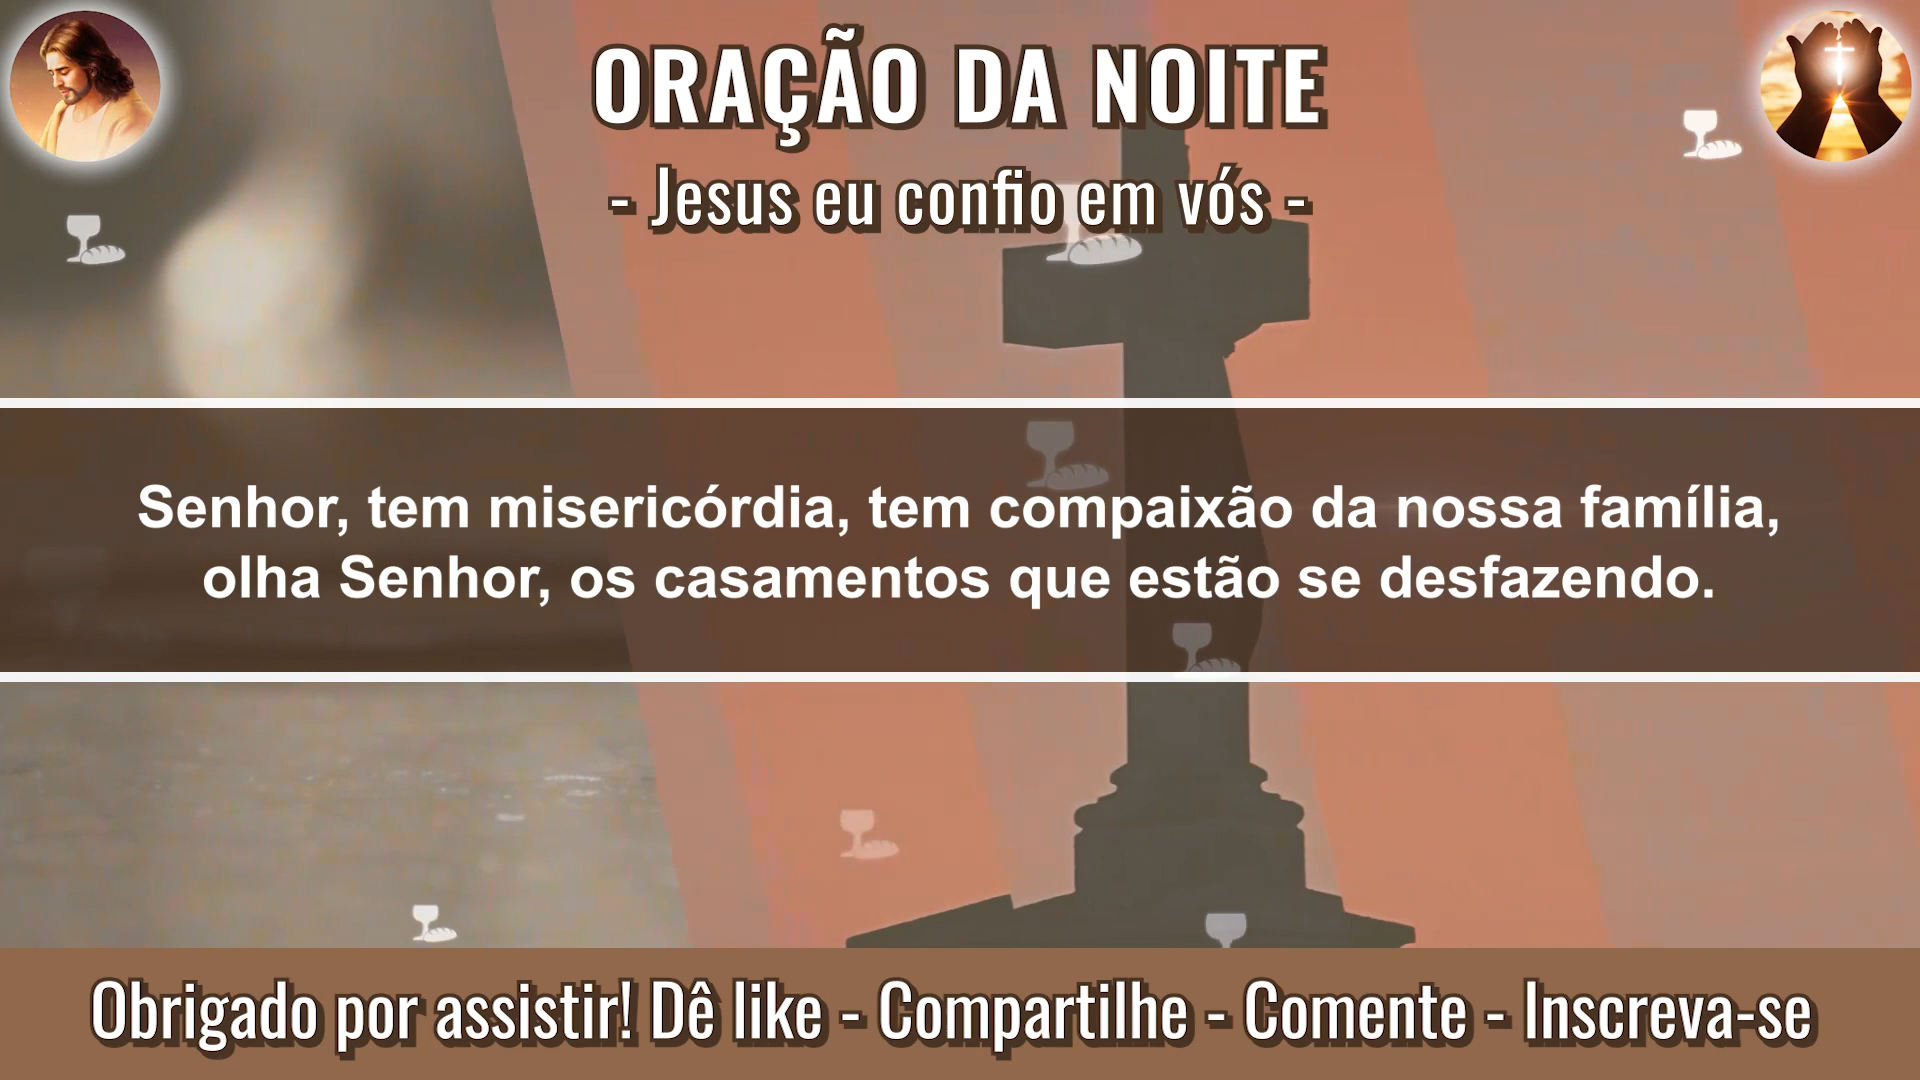 ORAÇÃO DA NOITE
- Jesus eu confio em vós -
Senhor, tem misericórdia, tem compaixão da nossa família,
olha Senhor, os casamentos que estão se desfazendo.
Obrigado por assistir! Dê like - Compartilhe - Comente - Inscreva-se